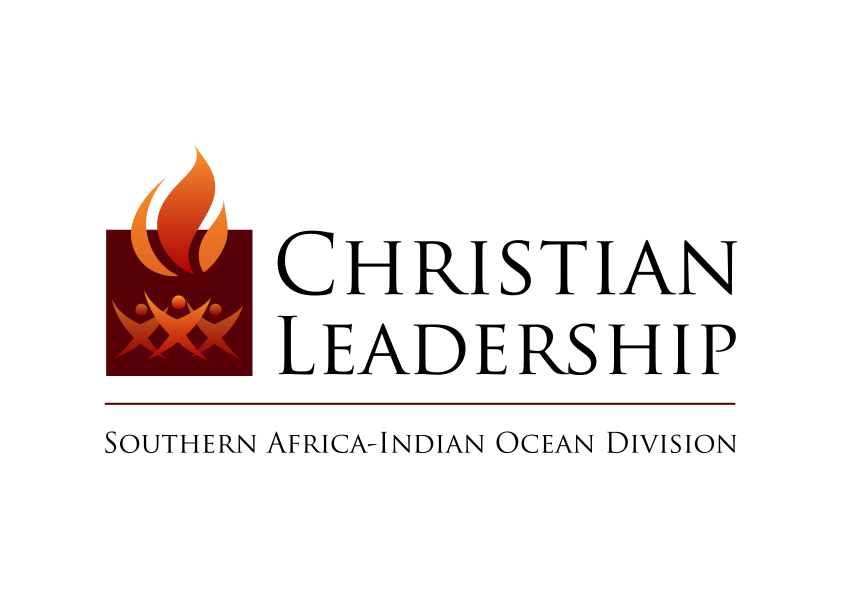 CHRISTIAN
LEADERSHIP
SOUTHERN AFRICA-INDIAN OCEAN DIVISION